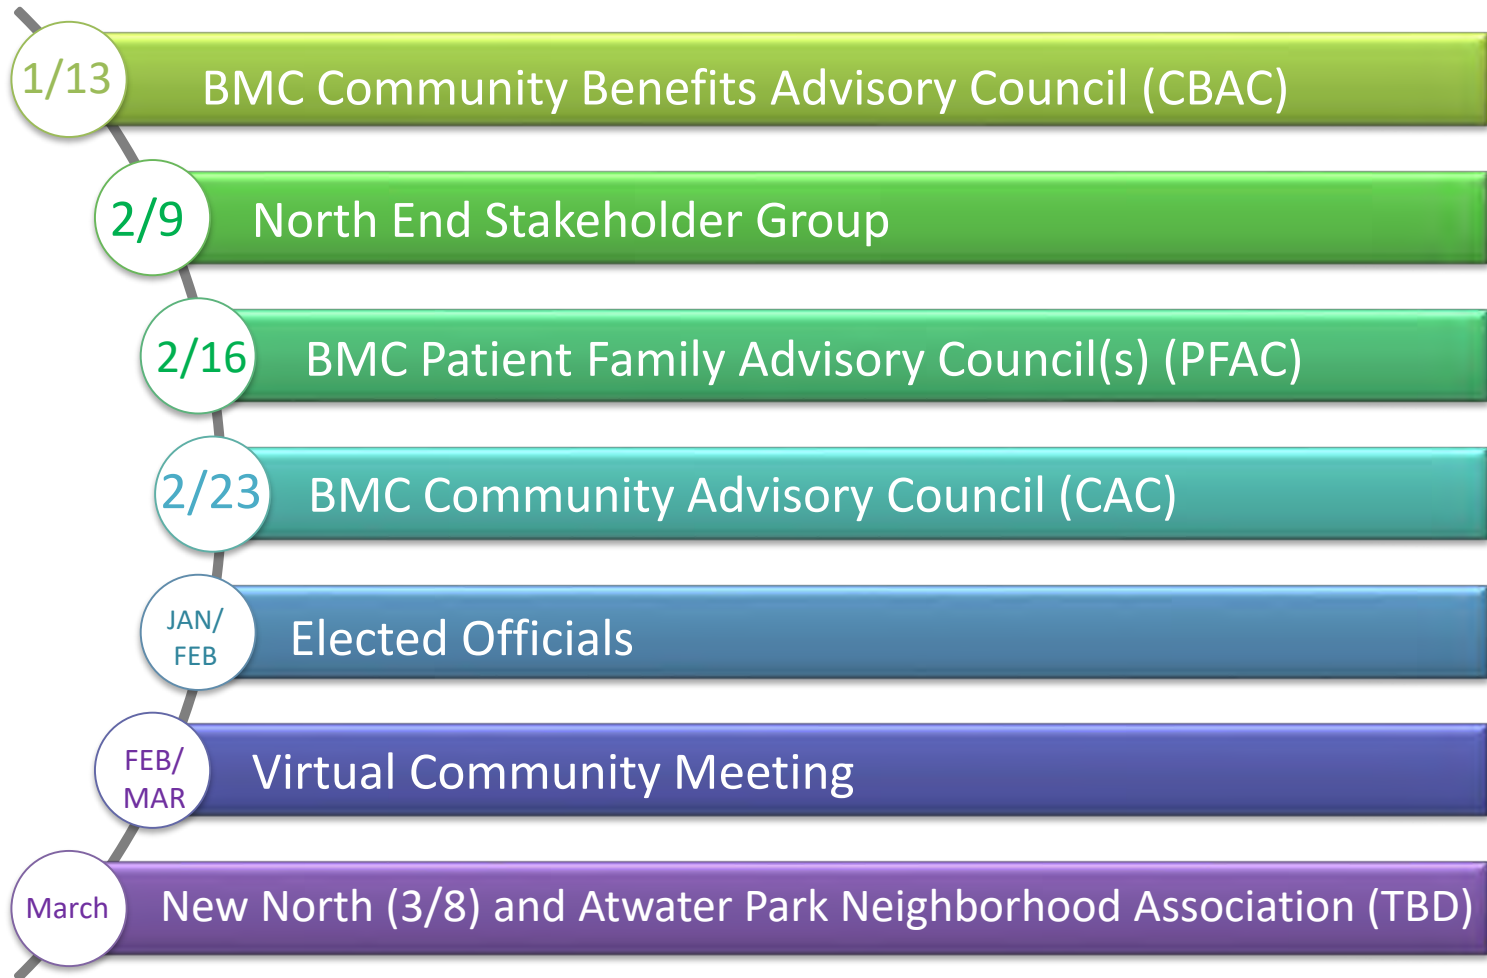 1/13
BMC Community Benefits Advisory Council (CBAC)
2/9
North End Stakeholder Group
2/16
BMC Patient Family Advisory Council(s) (PFAC)
2/23
BMC Community Advisory Council (CAC)
JAN/
FEB
Elected Officials
FEB/
MAR
Virtual Community Meeting
March
New North (3/8) and Atwater Park Neighborhood Association (TBD)